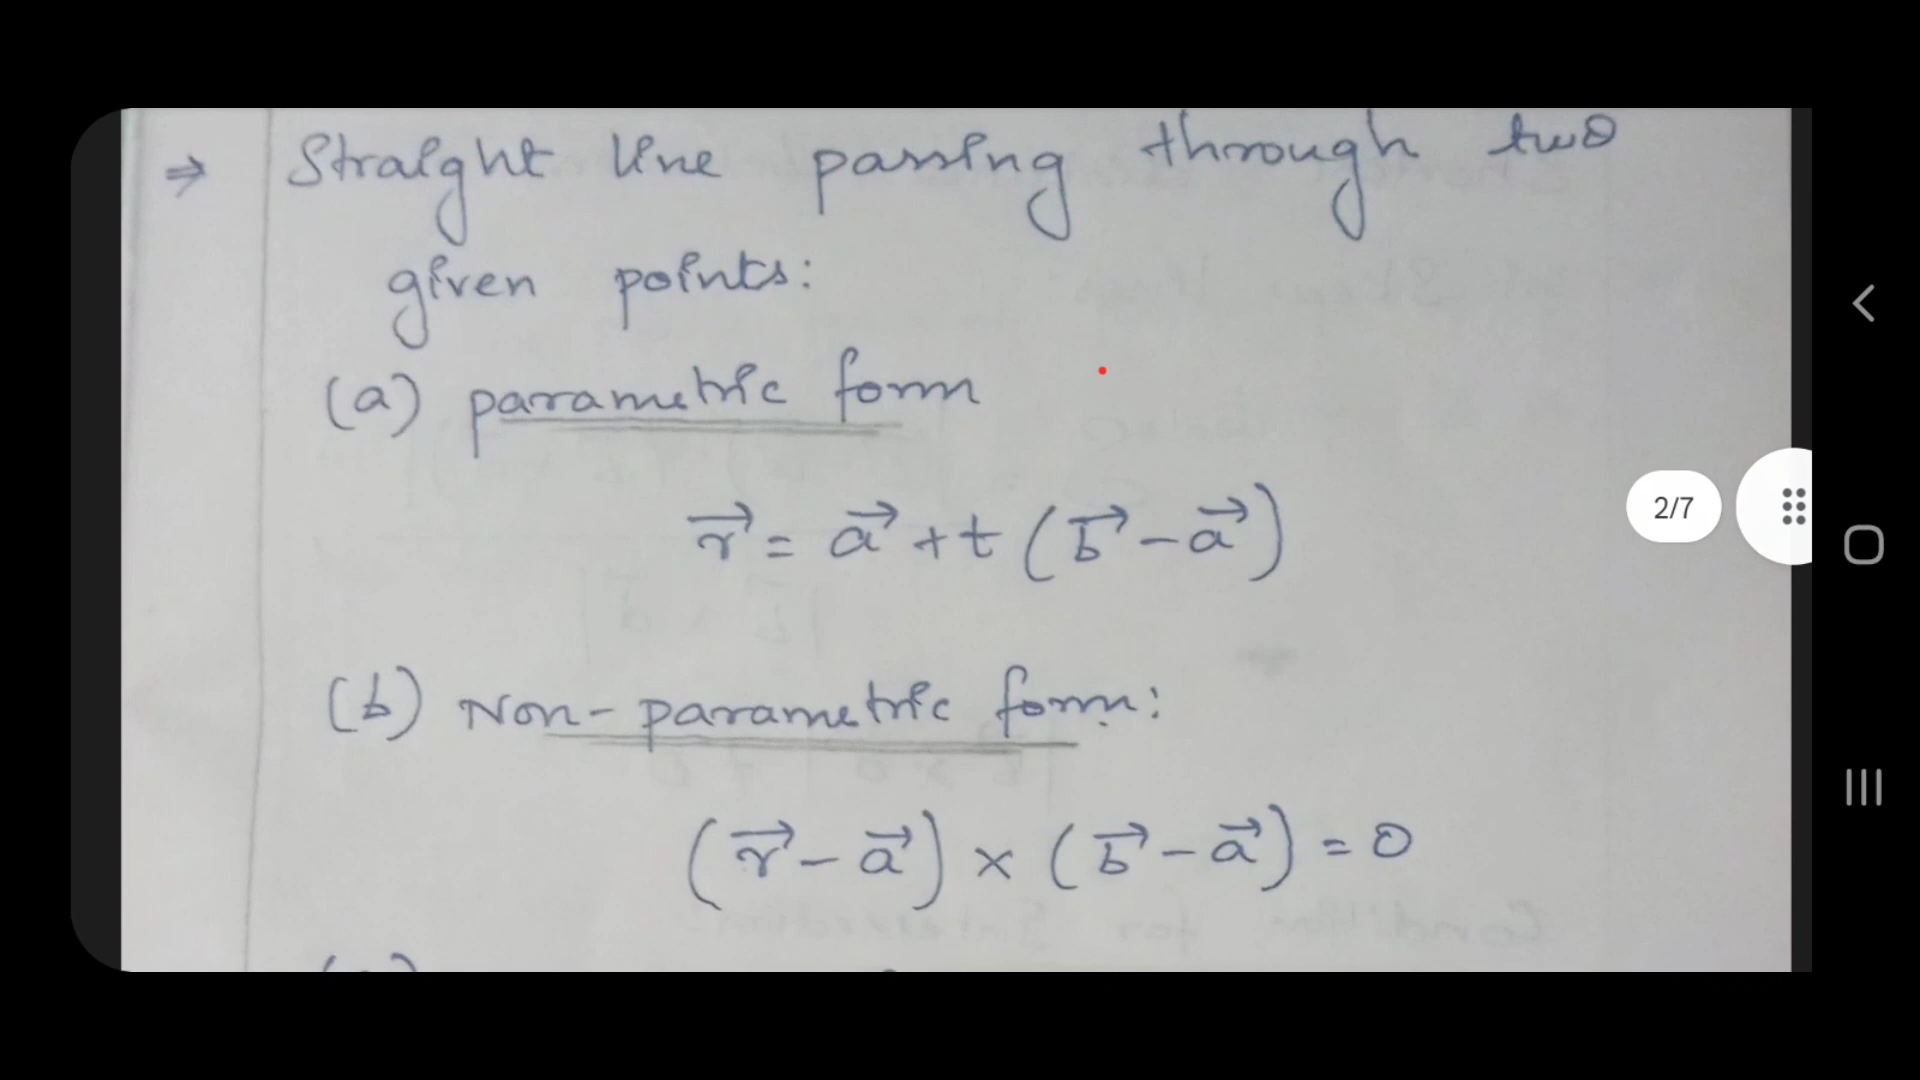 ⇒ Straight line passing through two
given points:
(a) parametric form
r⃗ = a⃗ + t (b⃗ - a⃗)
2/7
(b) Non-parametric form:
(r⃗ - a⃗) × (b⃗ - a⃗) = 0